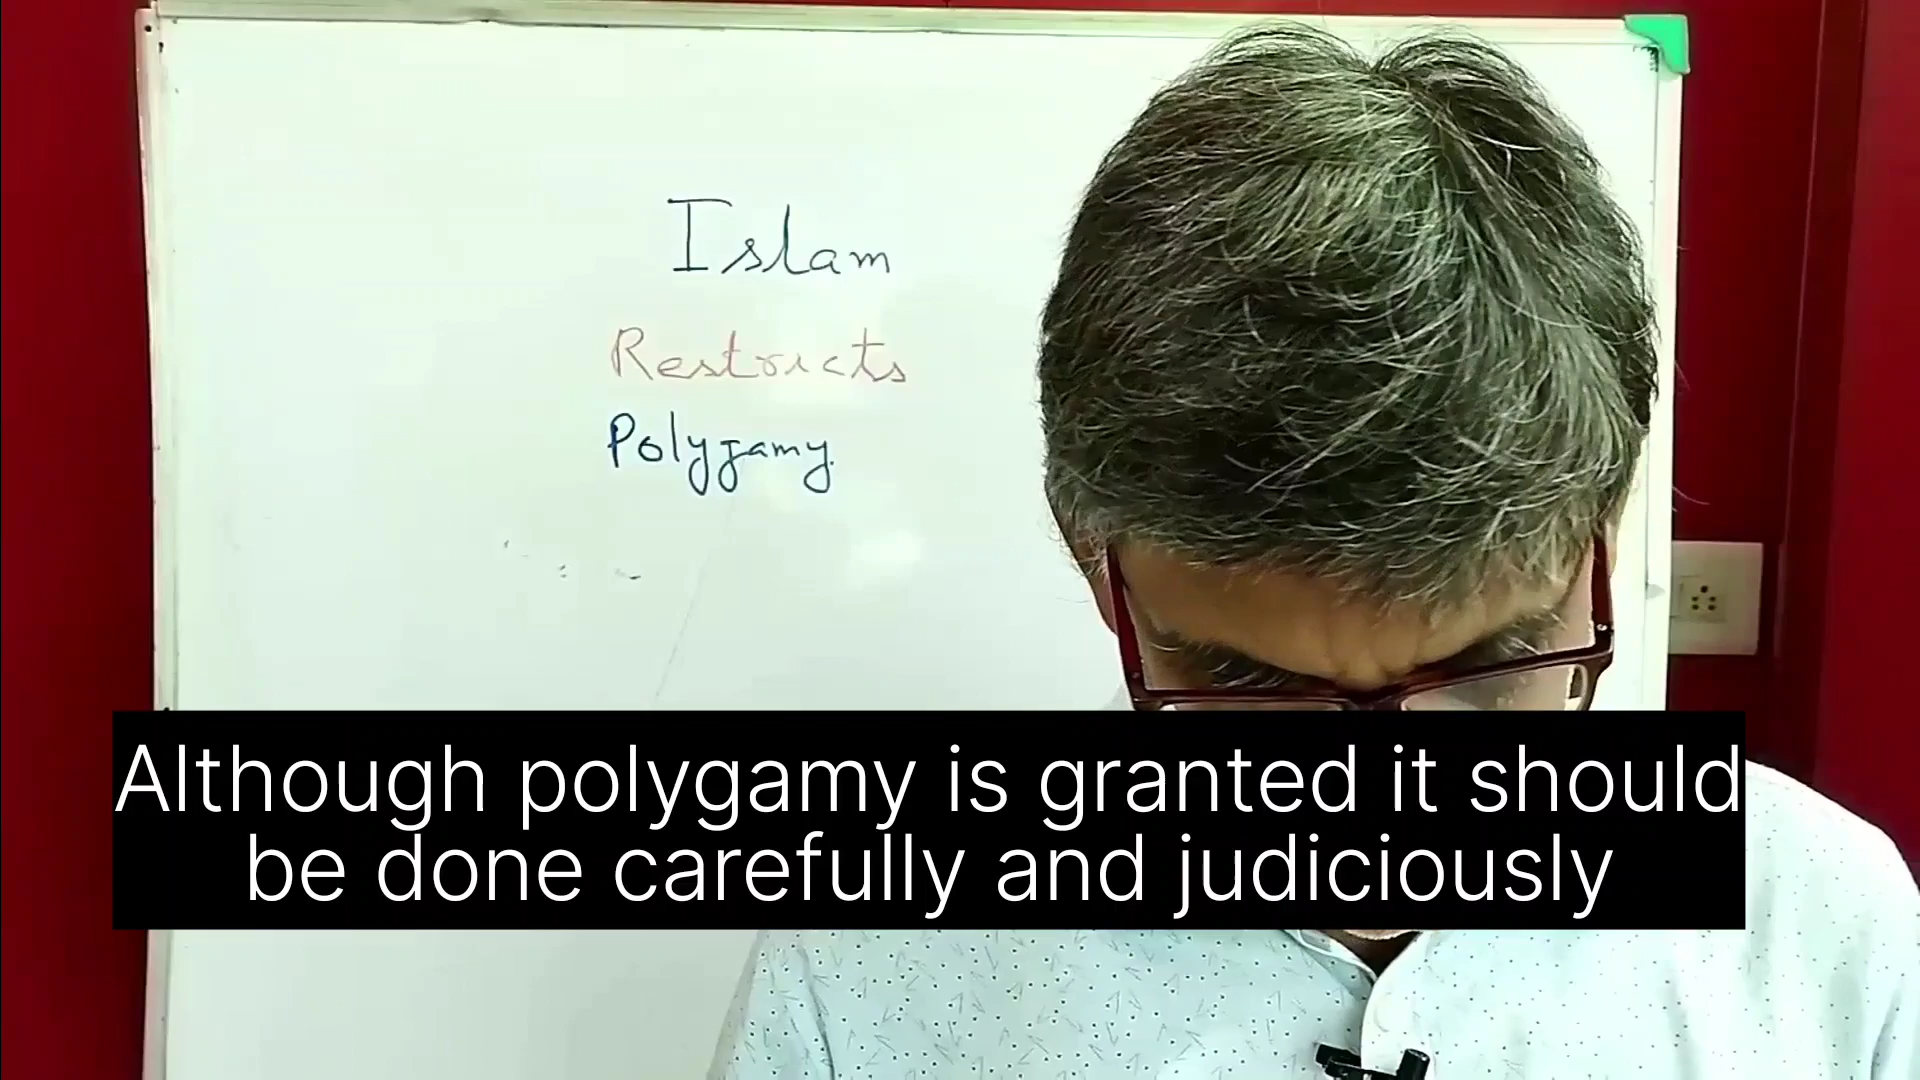 Islam
Restricts
Polygamy.
Although polygamy is granted it should
be done carefully and judiciously